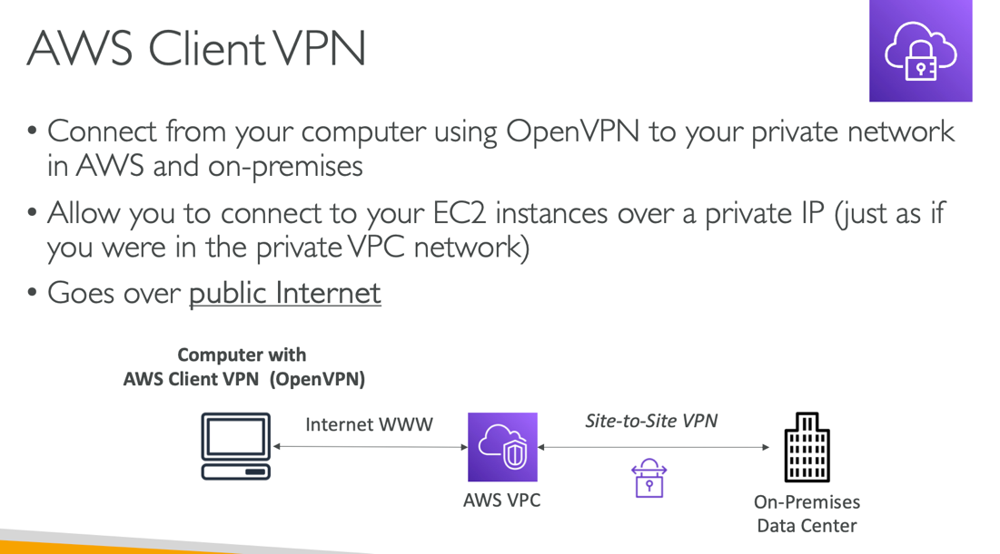 AWS Client VPN
• Connect from your computer using OpenVPN to your private network
in AWS and on-premises
• Allow you to connect to your EC2 instances over a private IP (just as if
you were in the private VPC network)
• Goes over public Internet
Computer with
AWS Client VPN (OpenVPN)
Internet WWW
Site-to-Site VPN
AWS VPC
On-Premises
Data Center